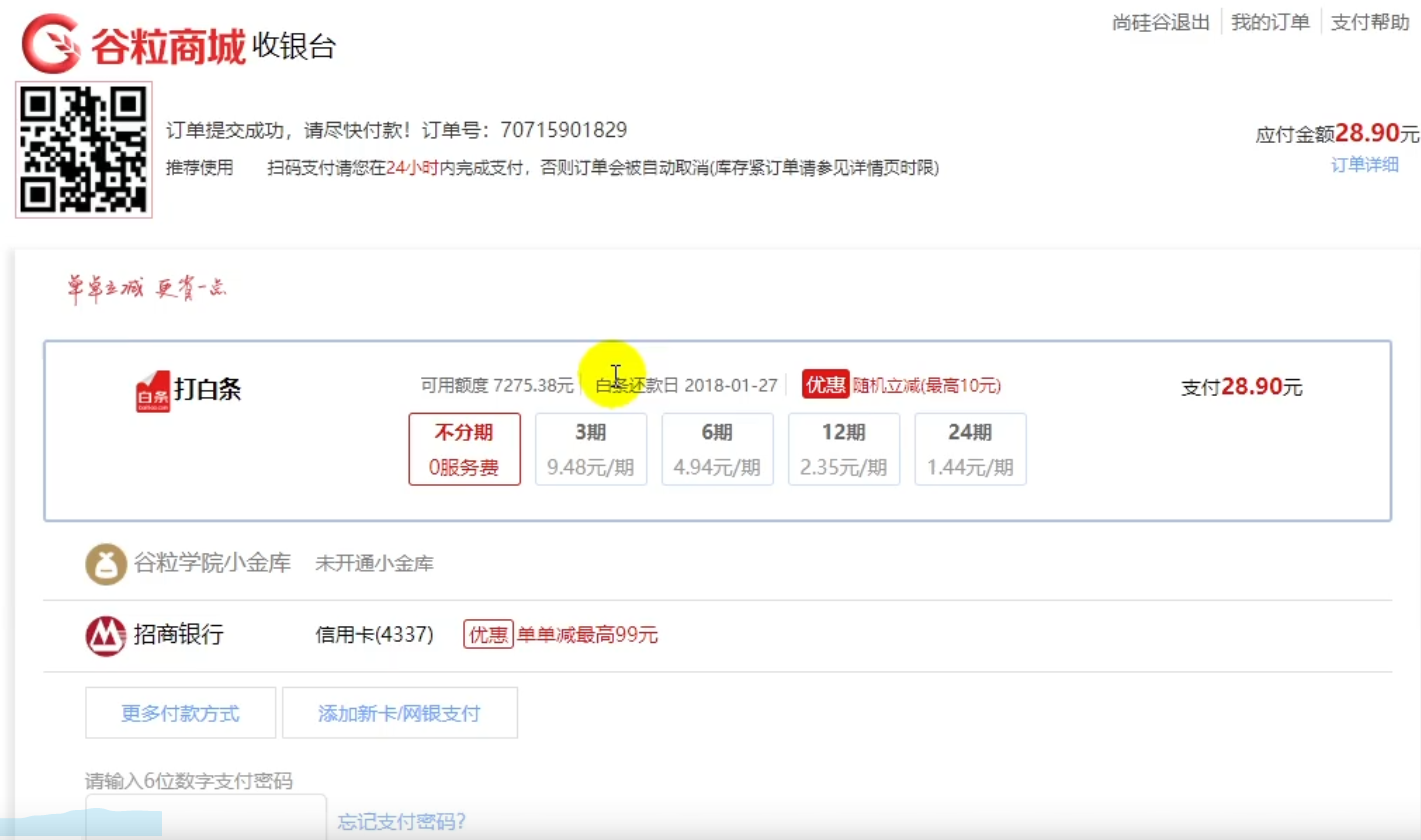 尚硅谷退出 我的订单 支付帮助
谷粒商城 收银台
订单提交成功，请尽快付款！订单号：70715901829
应付金额28.90元
推荐使用 扫码支付请您在24小时内完成支付，否则订单会被自动取消(库存紧订单请参见详情页时限)
订单详细
单单立减 更省一点
白条
打白条
可用额度 7275.38元 白条还款日 2018-01-27 优惠 随机立减(最高10元)
支付28.90元
不分期 3期 6期 12期 24期
0服务费 9.48元/期 4.94元/期 2.35元/期 1.44元/期
谷粒学院小金库 未开通小金库
招商银行 信用卡(4337) 优惠 单单减最高99元
更多付款方式 添加新卡/网银支付
请输入6位数字支付密码
忘记支付密码?